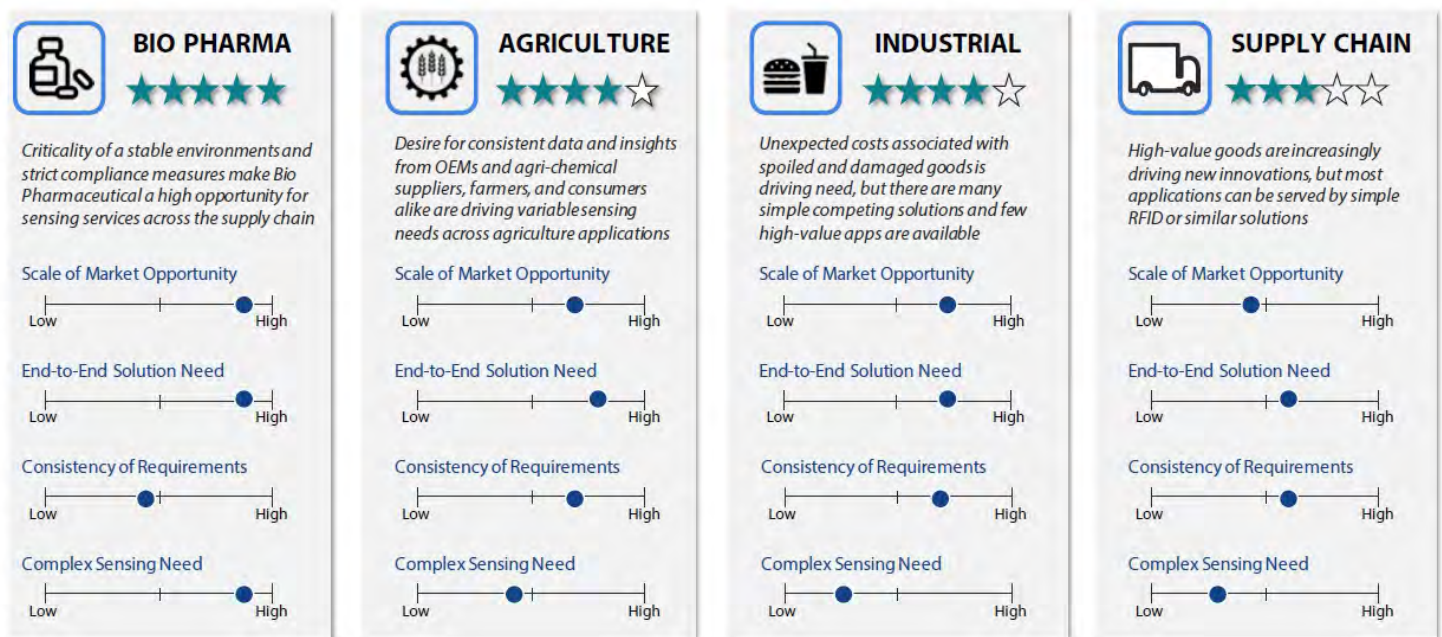 BIO PHARMA
Criticality of a stable environments and
strict compliance measures make Bio
Pharmaceutical a high opportunity for
sensing services across the supply chain
Scale of Market Opportunity
Low High
End-to-End Solution Need
Low High
Consistency of Requirements
Low High
Complex Sensing Need
Low High
AGRICULTURE
Desire for consistent data and insights
from OEMs and agri-chemical
suppliers, farmers, and consumers
alike are driving variable sensing
needs across agriculture applications
Scale of Market Opportunity
Low High
End-to-End Solution Need
Low High
Consistency of Requirements
Low High
Complex Sensing Need
Low High
INDUSTRIAL
Unexpected costs associated with
spoiled and damaged goods is
driving need, but there are many
simple competing solutions and few
high-value apps are available
Scale of Market Opportunity
Low High
End-to-End Solution Need
Low High
Consistency of Requirements
Low High
Complex Sensing Need
Low High
SUPPLY CHAIN
High-value goods are increasingly
driving new innovations, but most
applications can be served by simple
RFID or similar solutions
Scale of Market Opportunity
Low High
End-to-End Solution Need
Low High
Consistency of Requirements
Low High
Complex Sensing Need
Low High